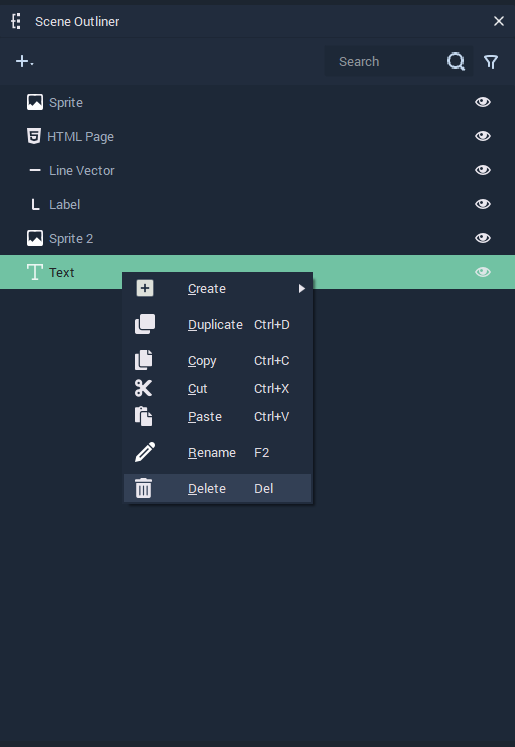 Scene Outliner
Search
Sprite
HTML Page
Line Vector
Label
Sprite 2
Text
Create
Duplicate Ctrl+D
Copy Ctrl+C
Cut Ctrl+X
Paste Ctrl+V
Rename F2
Delete Del